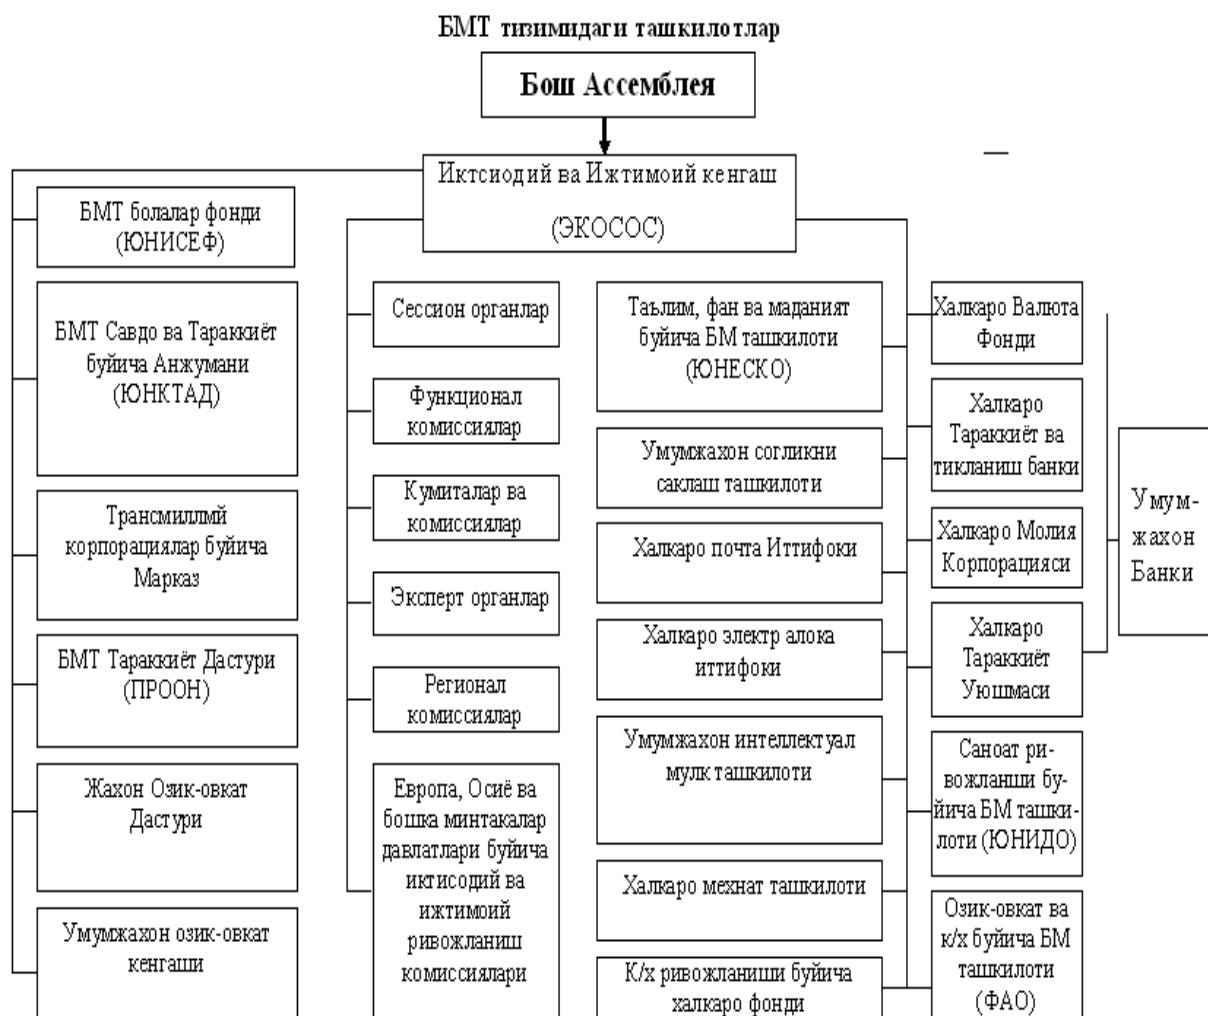 БМТ тизимидаги ташкилотлар
Бош Ассемблея
Иктсиодий ва Ижтимоий кенгаш
(ЭКОСОС)
БМТ болалар фонди
(ЮНИСЕФ)
БМТ Савдо ва Тараккиёт
буйича Анжумани
(ЮНКТАД)
Трансмиллмй
корпорациялар буйича
Марказ
БМТ Тараккиёт Дастури
(ПРООН)
Жахон Озик-овкат
Дастури
Умумжахон озик-овкат
кенгаши
Сессион органлар
Функционал
комиссиялар
Кумиталар ва
комиссиялар
Эксперт органлар
Регионал
комиссиялар
Европа, Осиё ва
бошка минтакалар
давлатлари буйича
иктисодий ва
ижтимоий
ривожланиш
комиссиялари
Таълим, фан ва маданият
буйича БМ ташкилоти
(ЮНЕСКО)
Умумжахон согликни
саклаш ташкилоти
Халкаро почта Иттифоки
Халкаро электр алока
иттифоки
Умумжахон интеллектуал
мулк ташкилоти
Халкаро мехнат ташкилоти
К/х ривожланиши буйича
халкаро фонди
Халкаро Валюта
Фонди
Халкаро
Тараккиёт ва
тикланиш банки
Халкаро Молия
Корпорацияси
Халкаро
Тараккиёт
Уюшмаси
Саноат ри-
вожланши бу-
йича БМ ташки-
лоти (ЮНИДО)
Озик-овкат ва
к/х буйича БМ
ташкилоти
(ФАО)
Умум-
жахон
Банки